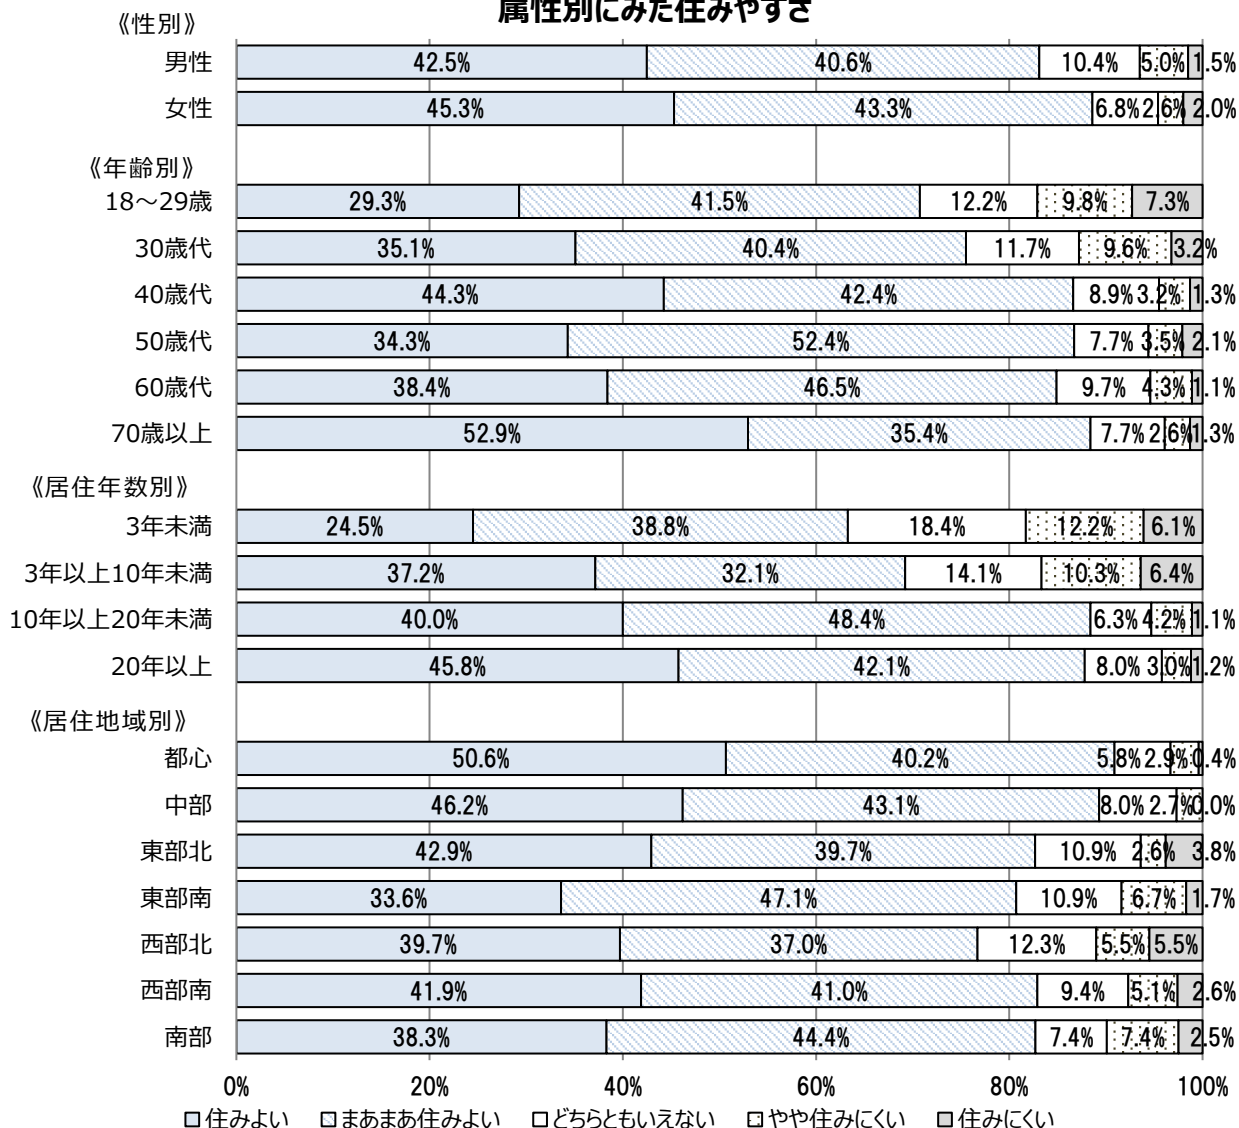 属性別にみた住みやすさ
《性別》
男性 42.5% 40.6% 10.4% 5.0% 1.5%
女性 45.3% 43.3% 6.8% 2.6% 2.0%
《年齢別》
18～29歳 29.3% 41.5% 12.2% 9.8% 7.3%
30歳代 35.1% 40.4% 11.7% 9.6% 3.2%
40歳代 44.3% 42.4% 8.9% 3.2% 1.3%
50歳代 34.3% 52.4% 7.7% 3.5% 2.1%
60歳代 38.4% 46.5% 9.7% 4.3% 1.1%
70歳以上 52.9% 35.4% 7.7% 2.6% 1.3%
《居住年数別》
3年未満 24.5% 38.8% 18.4% 12.2% 6.1%
3年以上10年未満 37.2% 32.1% 14.1% 10.3% 6.4%
10年以上20年未満 40.0% 48.4% 6.3% 4.2% 1.1%
20年以上 45.8% 42.1% 8.0% 3.0% 1.2%
《居住地域別》
都心 50.6% 40.2% 5.8% 2.9% 0.4%
中部 46.2% 43.1% 8.0% 2.7% 0.0%
東部北 42.9% 39.7% 10.9% 2.6% 3.8%
東部南 33.6% 47.1% 10.9% 6.7% 1.7%
西部北 39.7% 37.0% 12.3% 5.5% 5.5%
西部南 41.9% 41.0% 9.4% 5.1% 2.6%
南部 38.3% 44.4% 7.4% 7.4% 2.5%
0% 20% 40% 60% 80% 100%
住みよい まあまあ住みよい どちらともいえない やや住みにくい 住みにくい